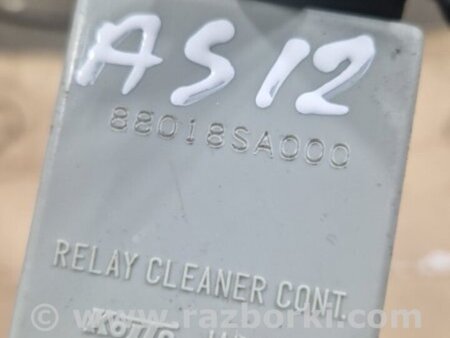 AS12
88018SA000
RELAY CLEANER CONT.
www.razborki.com